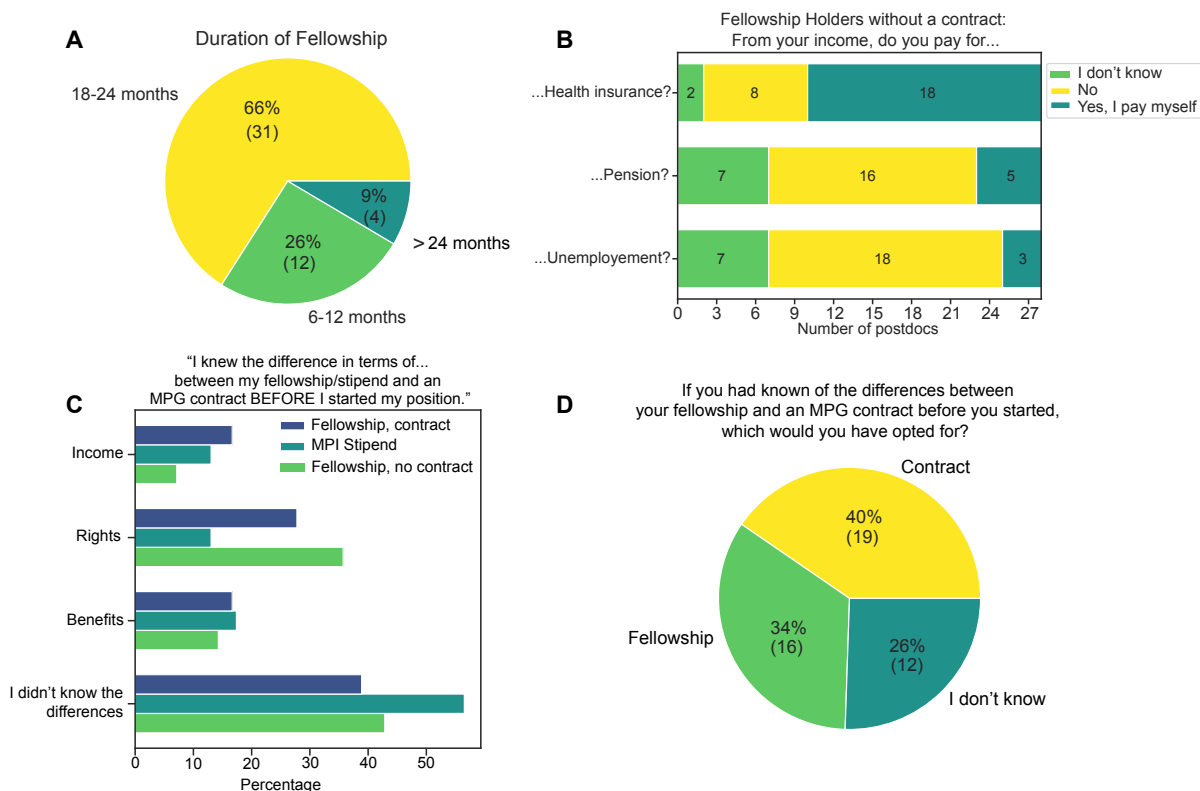 A
Duration of Fellowship
18-24 months
66%
(31)
9%
(4)
> 24 months
26%
(12)
6-12 months
B
Fellowship Holders without a contract:
From your income, do you pay for...
...Health insurance?
2
8
18
...Pension?
7
16
5
...Unemployement?
7
18
3
0 3 6 9 12 15 18 21 24 27
Number of postdocs
I don't know
No
Yes, I pay myself
C
“I knew the difference in terms of...
between my fellowship/stipend and an
MPG contract BEFORE I started my position.”
Fellowship, contract
MPI Stipend
Fellowship, no contract
Income
Rights
Benefits
I didn’t know the
differences
0 10 20 30 40 50
Percentage
D
If you had known of the differences between
your fellowship and an MPG contract before you started,
which would you have opted for?
Contract
40%
(19)
Fellowship
34%
(16)
26%
(12)
I don’t know